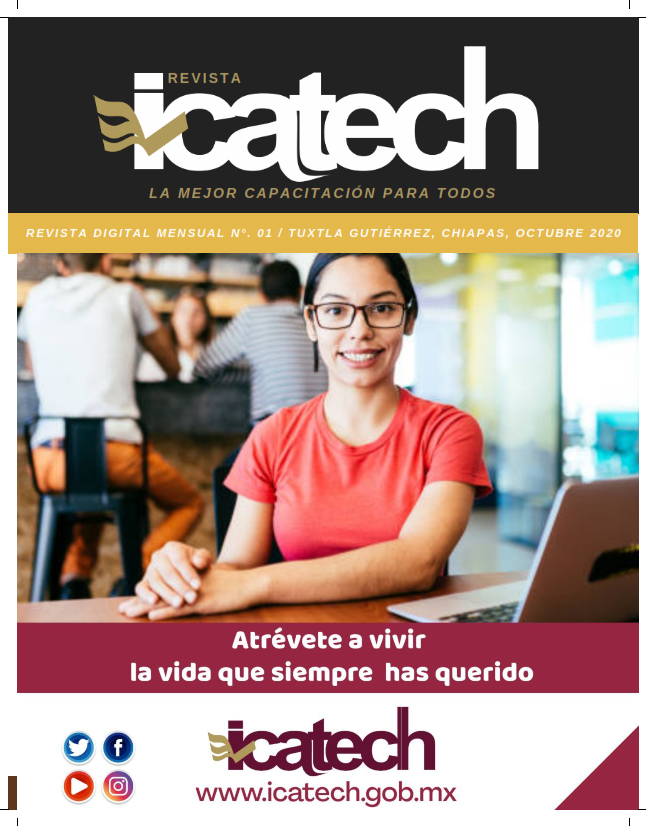 REVISTA
icatech
LA MEJOR CAPACITACIÓN PARA TODOS
REVISTA DIGITAL MENSUAL N°. 01 / TUXTLA GUTIÉRREZ, CHIAPAS, OCTUBRE 2020
Atrévete a vivir
la vida que siempre has querido
icatech
www.icatech.gob.mx